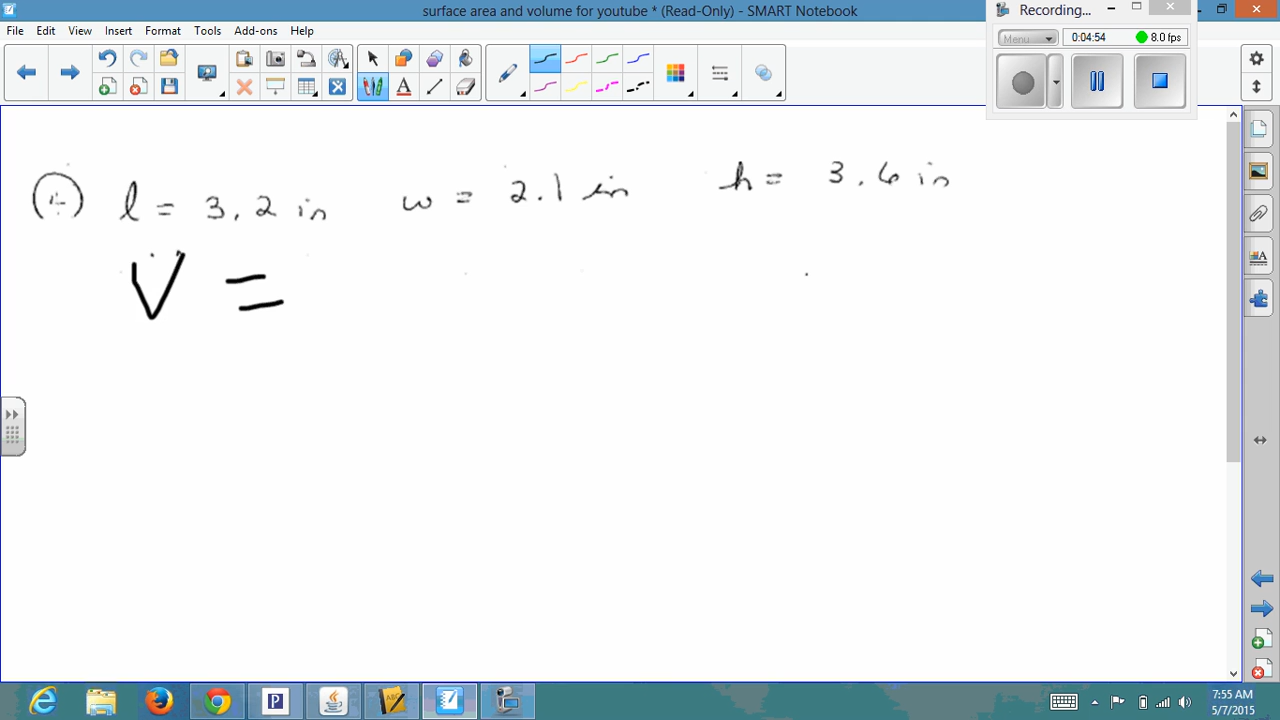 surface area and volume for youtube * (Read-Only) - SMART Notebook
Recording...
File Edit View Insert Format Tools Add-ons Help
Menu 0:04:54 8.0 fps
l = 3.2 in w = 2.1 in h = 3.6 in
V =
7:55 AM
5/7/2015